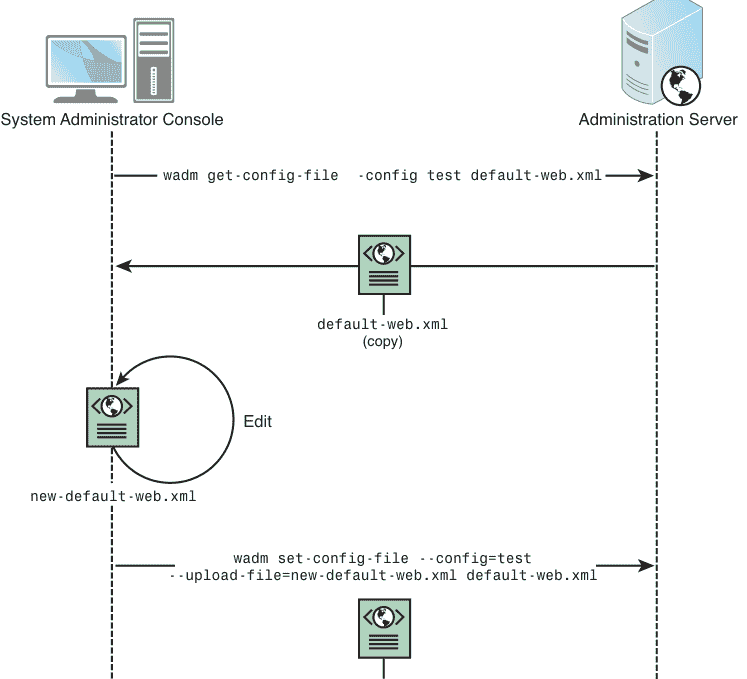 System Administrator Console
Administration Server
wadm get-config-file -config test default-web.xml
default-web.xml
(copy)
Edit
new-default-web.xml
wadm set-config-file --config=test
--upload-file=new-default-web.xml default-web.xml